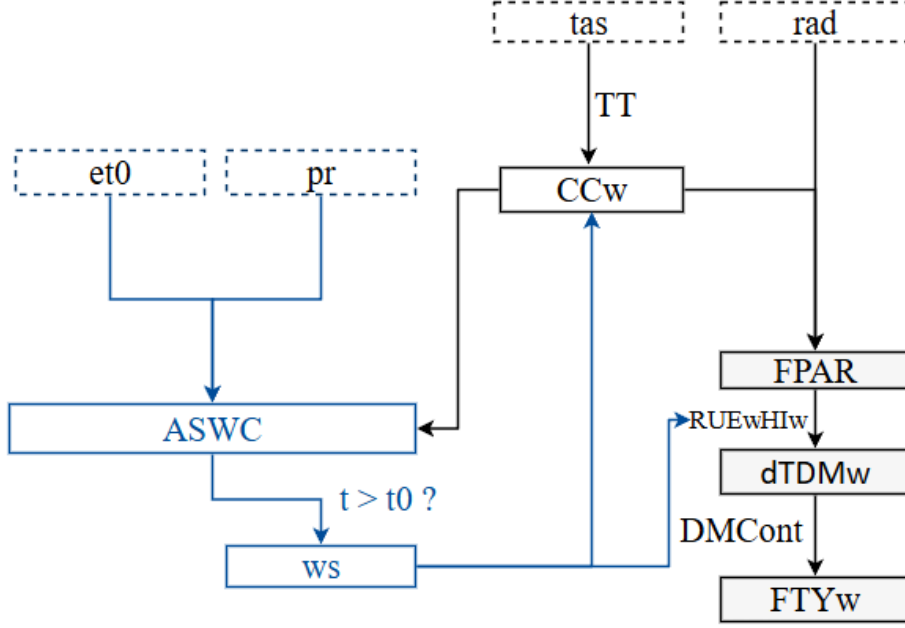 tas
rad
TT
et0
pr
CCw
FPAR
ASWC
RUEwHIw
dTDMw
t > t0 ?
DMCont
ws
FTYw